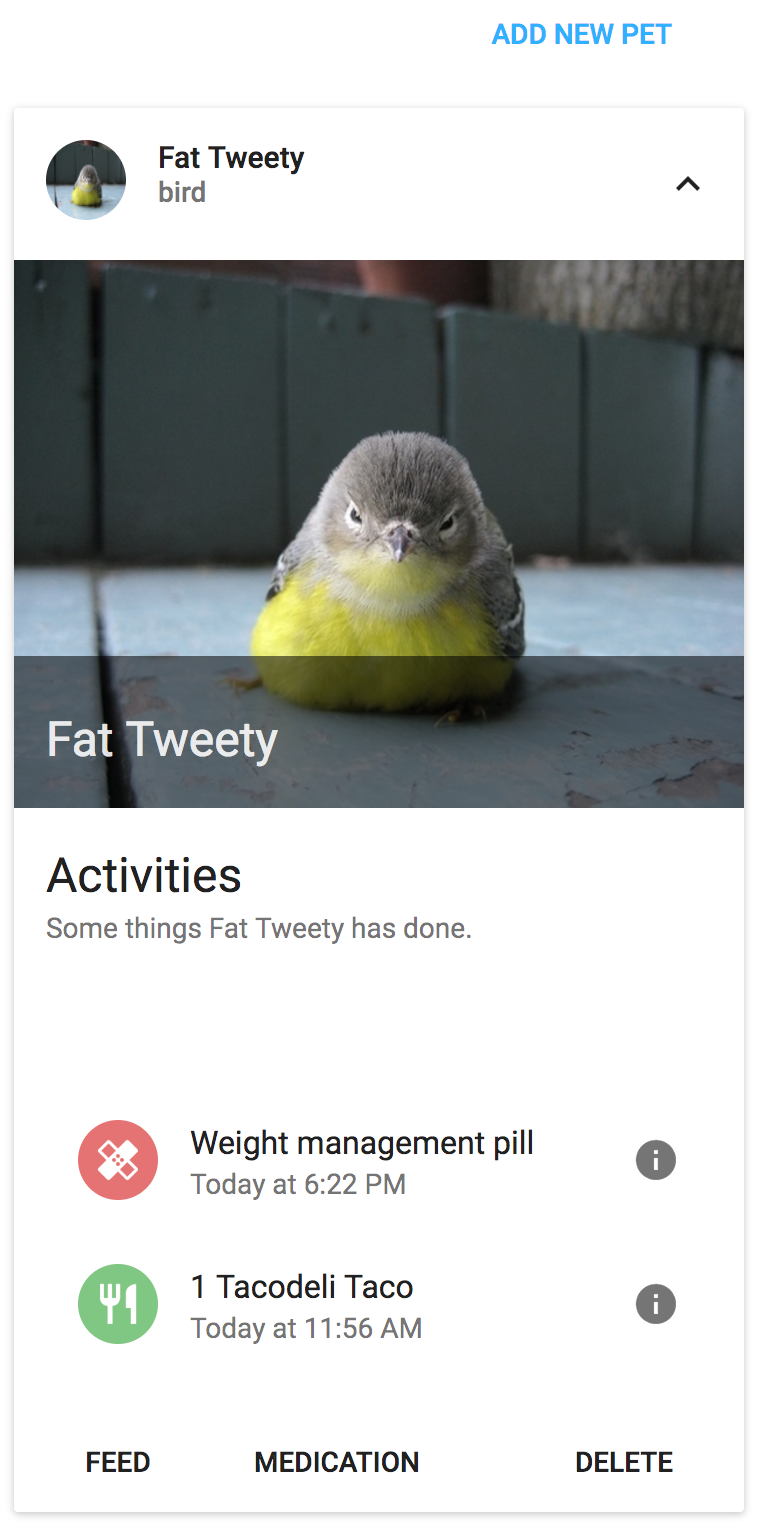 ADD NEW PET
Fat Tweety
bird
Fat Tweety
Activities
Some things Fat Tweety has done.
Weight management pill
Today at 6:22 PM
1 Tacodeli Taco
Today at 11:56 AM
FEED MEDICATION DELETE